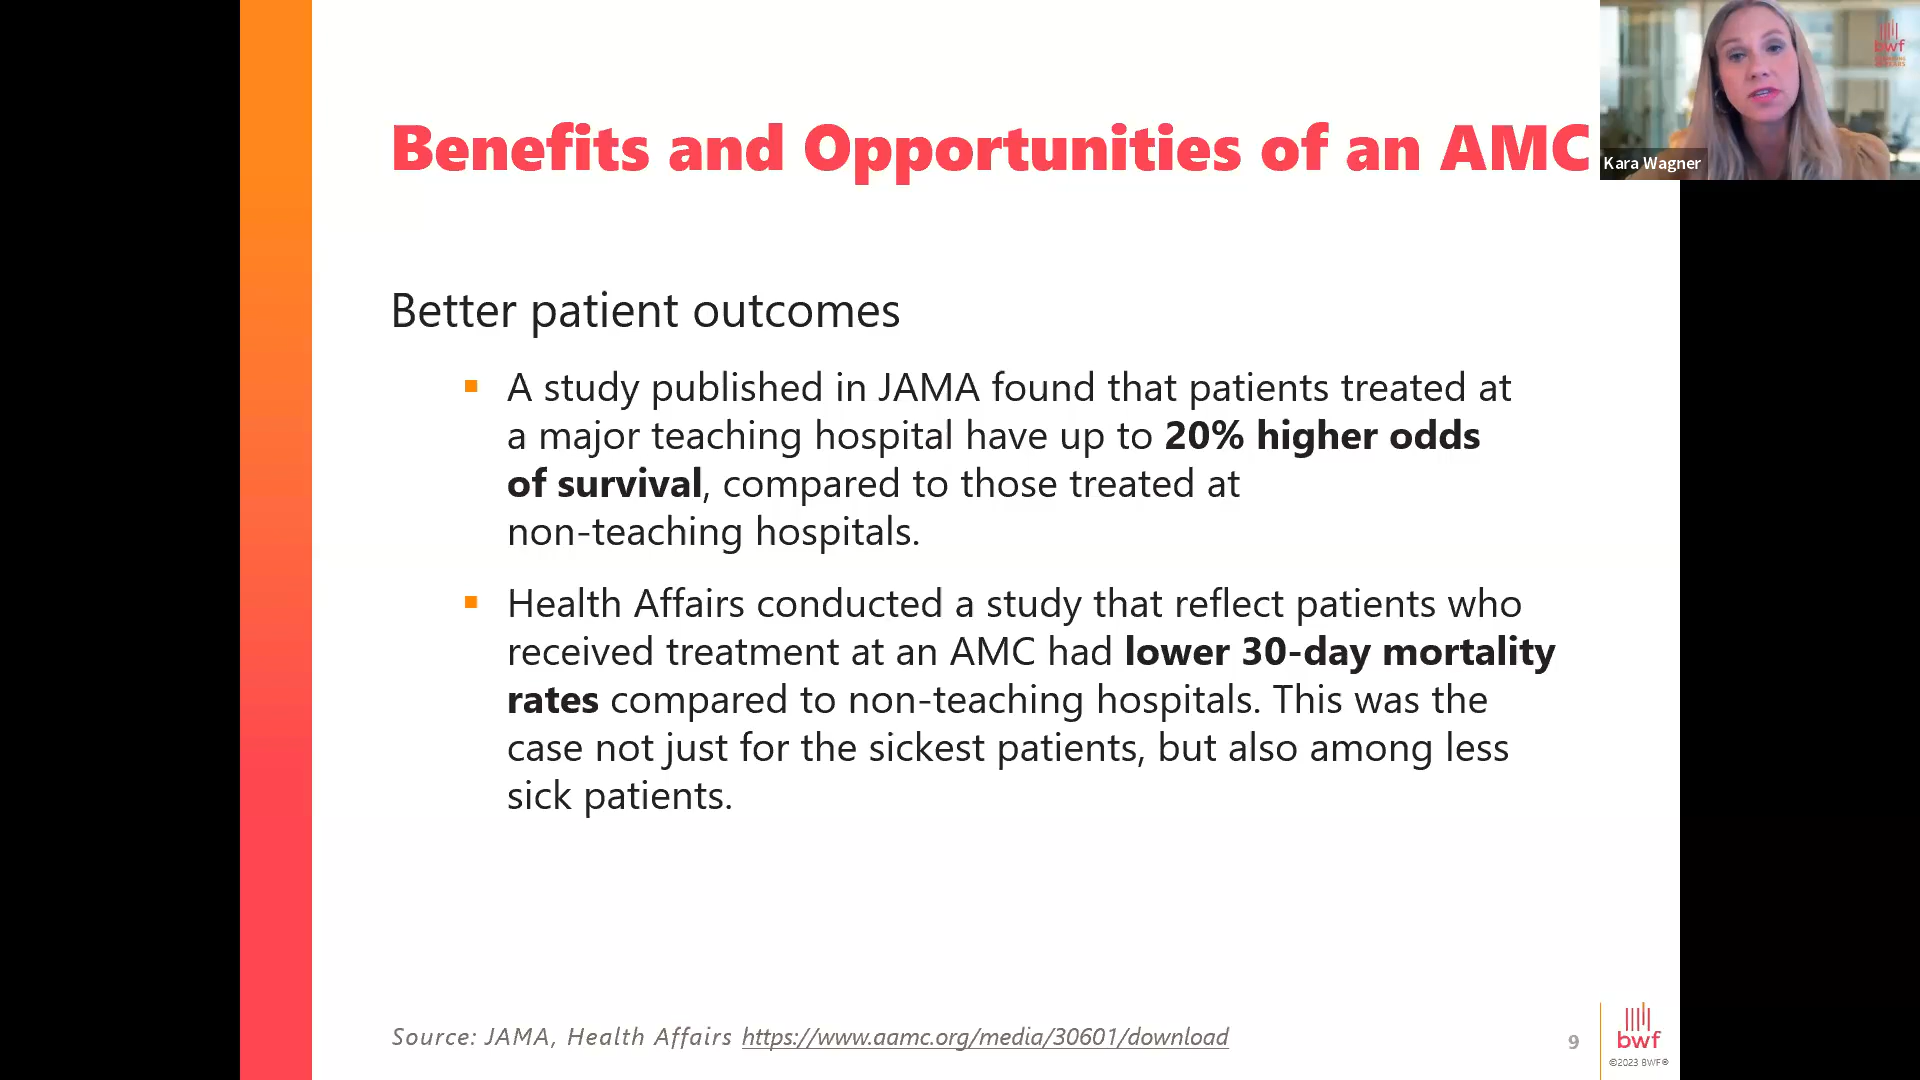 Benefits and Opportunities of an AMC
bwf
Kara Wagner
Better patient outcomes
A study published in JAMA found that patients treated at
a major teaching hospital have up to 20% higher odds
of survival, compared to those treated at
non-teaching hospitals.
Health Affairs conducted a study that reflect patients who
received treatment at an AMC had lower 30-day mortality
rates compared to non-teaching hospitals. This was the
case not just for the sickest patients, but also among less
sick patients.
Source: JAMA, Health Affairs https://www.aamc.org/media/30601/download
9
bwf
©2023 BWF®